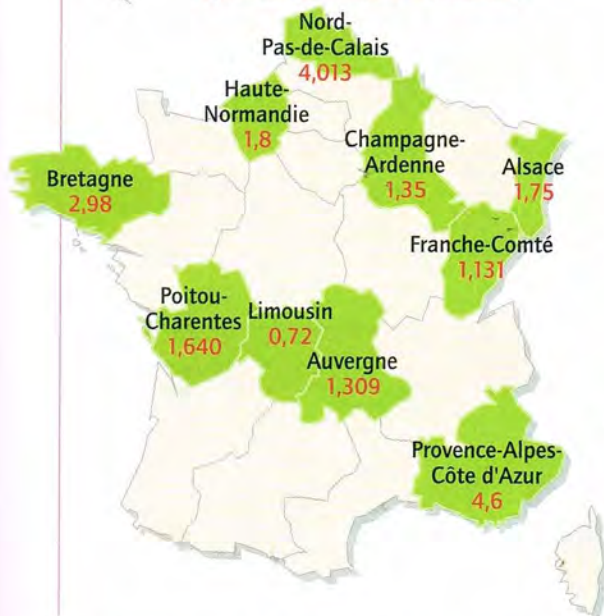 Nord-
Pas-de-Calais
4,013
Haute-
Normandie
1,8
Champagne-
Ardenne
1,35
Alsace
1,75
Bretagne
2,98
Franche-Comté
1,131
Poitou-
Charentes
1,640
Limousin
0,72
Auvergne
1,309
Provence-Alpes-
Côte d'Azur
4,6